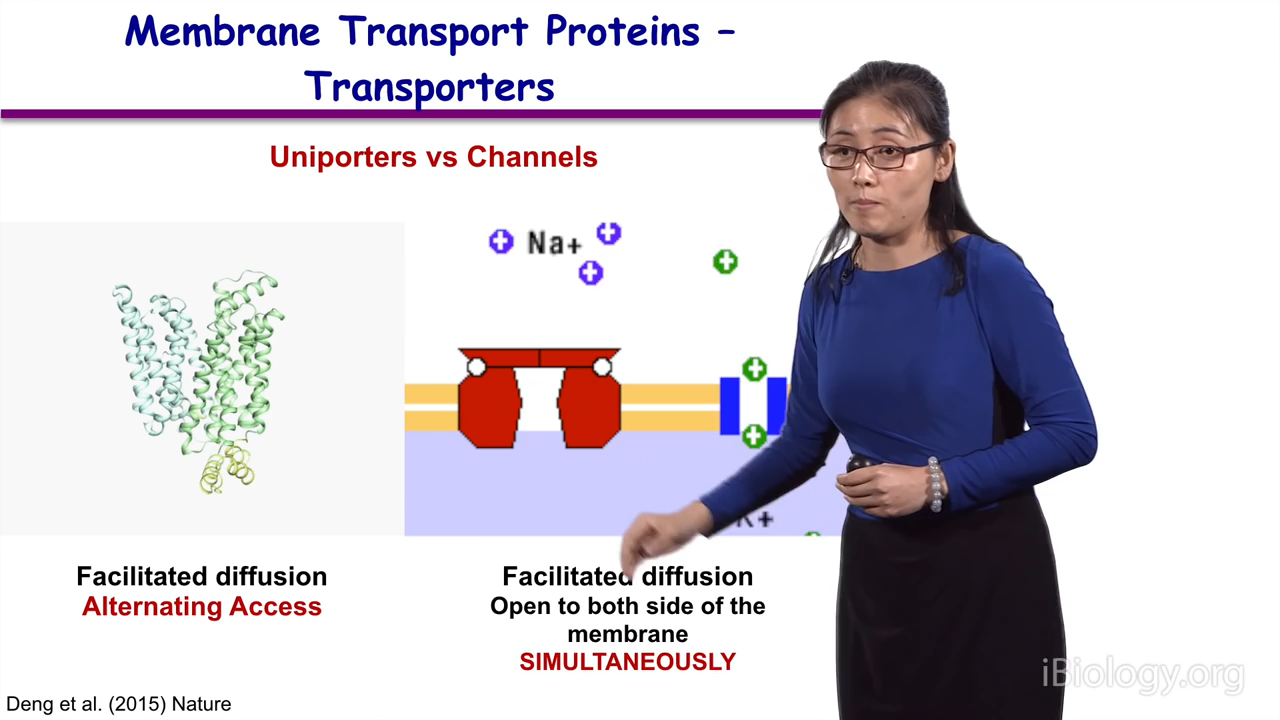 Membrane Transport Proteins –
Transporters
Uniporters vs Channels
Na+
K+
Facilitated diffusion
Alternating Access
Facilitated diffusion
Open to both side of the
membrane
SIMULTANEOUSLY
Deng et al. (2015) Nature
iBiology.org